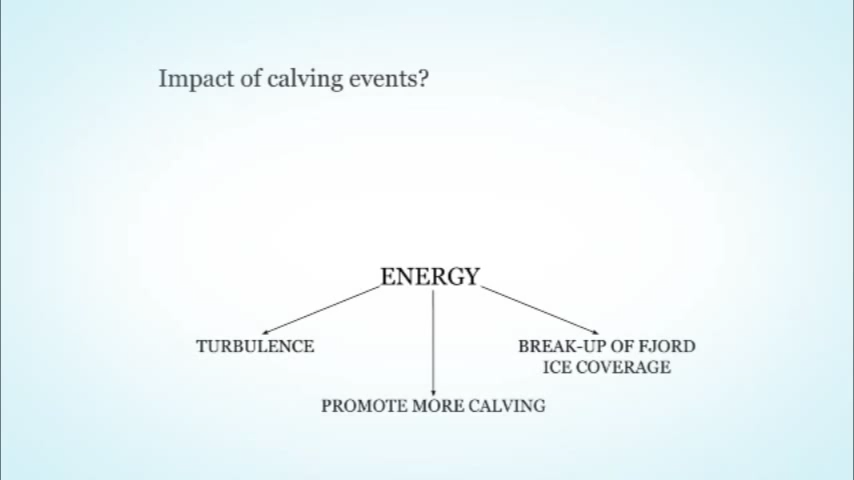 Impact of calving events?
ENERGY
TURBULENCE
BREAK-UP OF FJORD
ICE COVERAGE
PROMOTE MORE CALVING